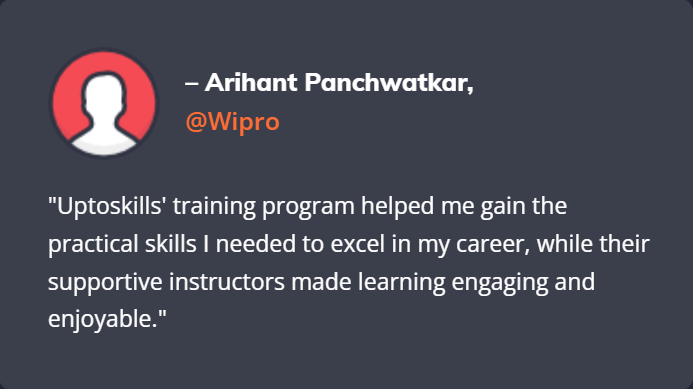 – Arihant Panchwatkar,
@Wipro
"Uptoskills' training program helped me gain the
practical skills I needed to excel in my career, while their
supportive instructors made learning engaging and
enjoyable."